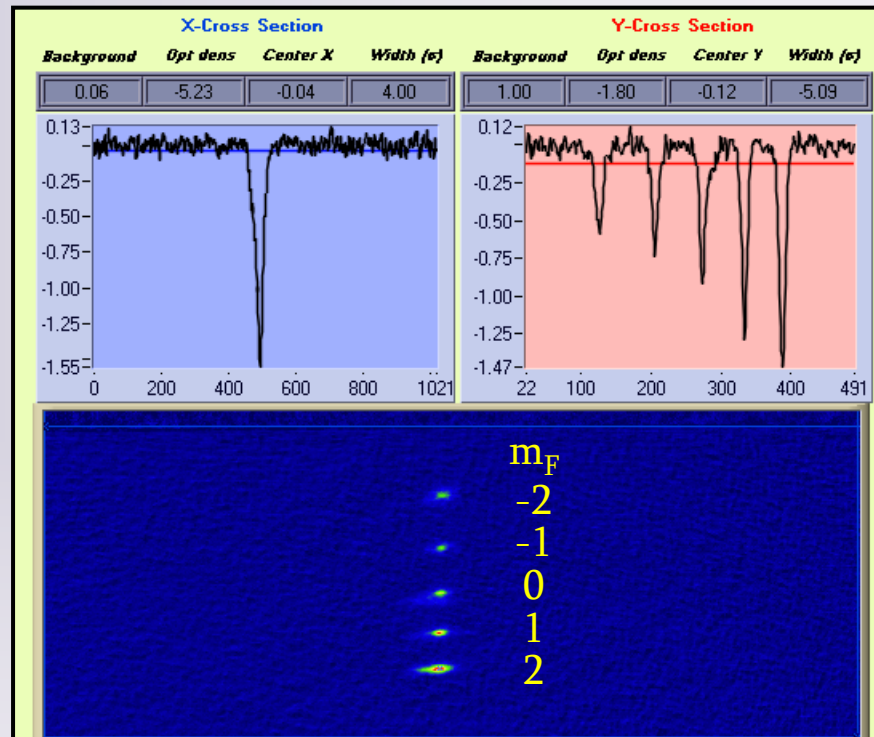 X-Cross Section
Background Opt dens Center X Width (σ)
0.06 -5.23 -0.04 4.00
0.13
-0.25
-0.50
-0.75
-1.00
-1.25
-1.55
0 200 400 600 800 1021
Y-Cross Section
Background Opt dens Center Y Width (σ)
1.00 -1.80 -0.12 -5.09
0.12
-0.25
-0.50
-0.75
-1.00
-1.25
-1.47
22 100 200 300 400 491
mF
-2
-1
0
1
2